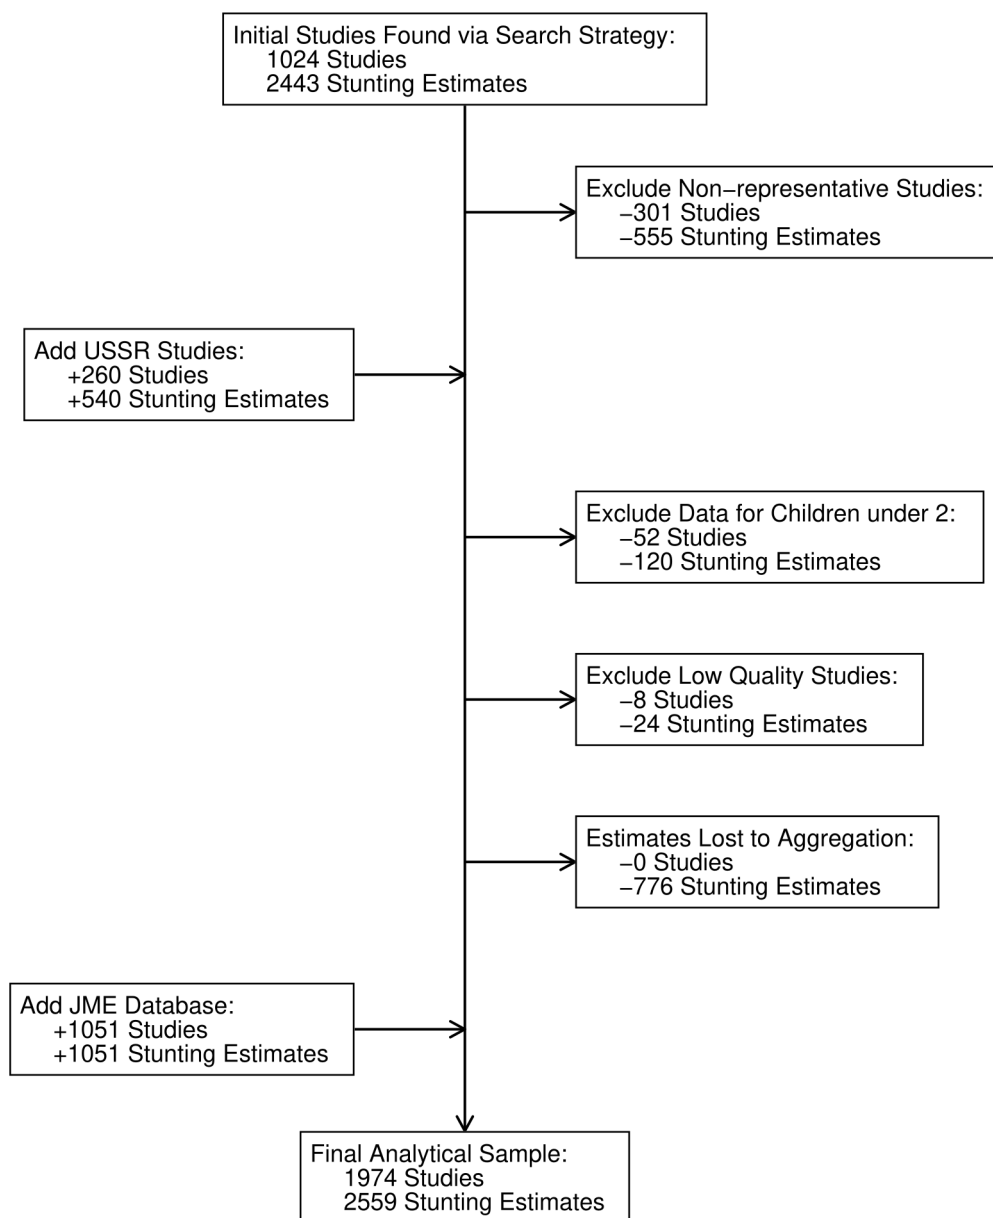 Initial Studies Found via Search Strategy:
1024 Studies
2443 Stunting Estimates
Exclude Non−representative Studies:
−301 Studies
−555 Stunting Estimates
Add USSR Studies:
+260 Studies
+540 Stunting Estimates
Exclude Data for Children under 2:
−52 Studies
−120 Stunting Estimates
Exclude Low Quality Studies:
−8 Studies
−24 Stunting Estimates
Estimates Lost to Aggregation:
−0 Studies
−776 Stunting Estimates
Add JME Database:
+1051 Studies
+1051 Stunting Estimates
Final Analytical Sample:
1974 Studies
2559 Stunting Estimates